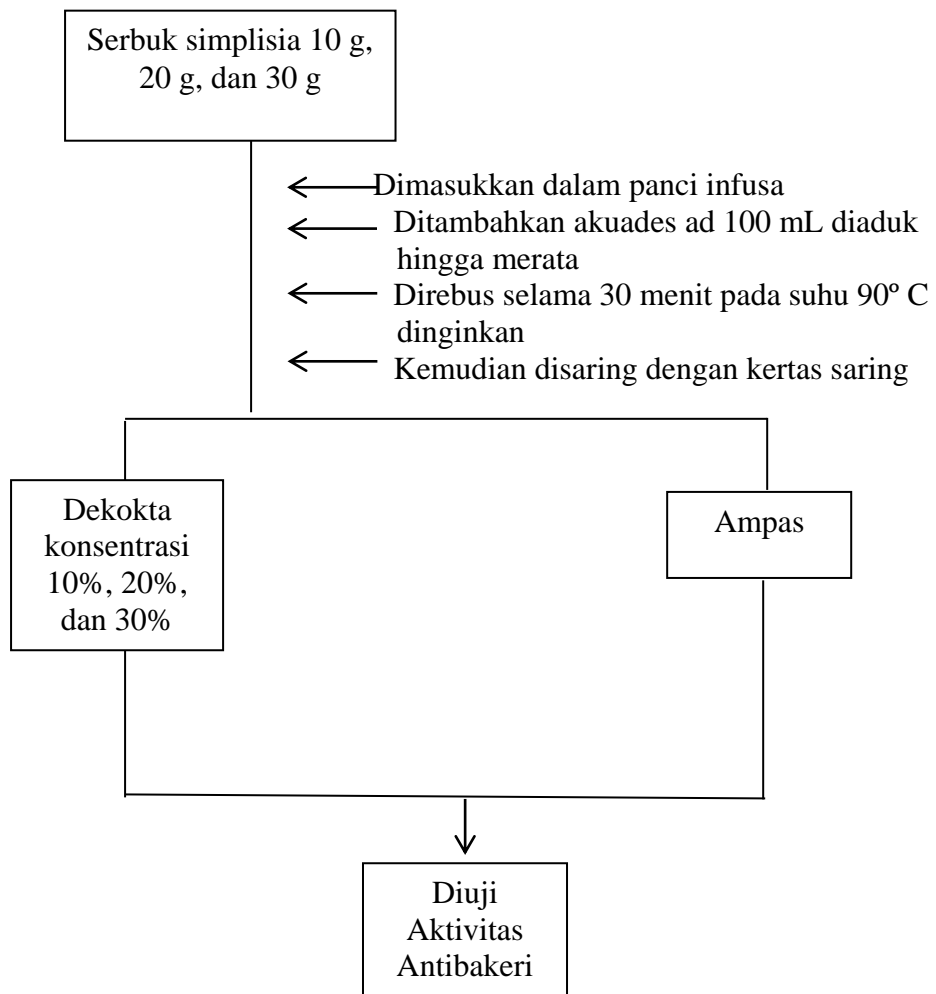 Serbuk simplisia 10 g,
20 g, dan 30 g
Dimasukkan dalam panci infusa
Ditambahkan akuades ad 100 mL diaduk
hingga merata
Direbus selama 30 menit pada suhu 90º C
dinginkan
Kemudian disaring dengan kertas saring
Dekokta
konsentrasi
10%, 20%,
dan 30%
Ampas
Diuji
Aktivitas
Antibakeri